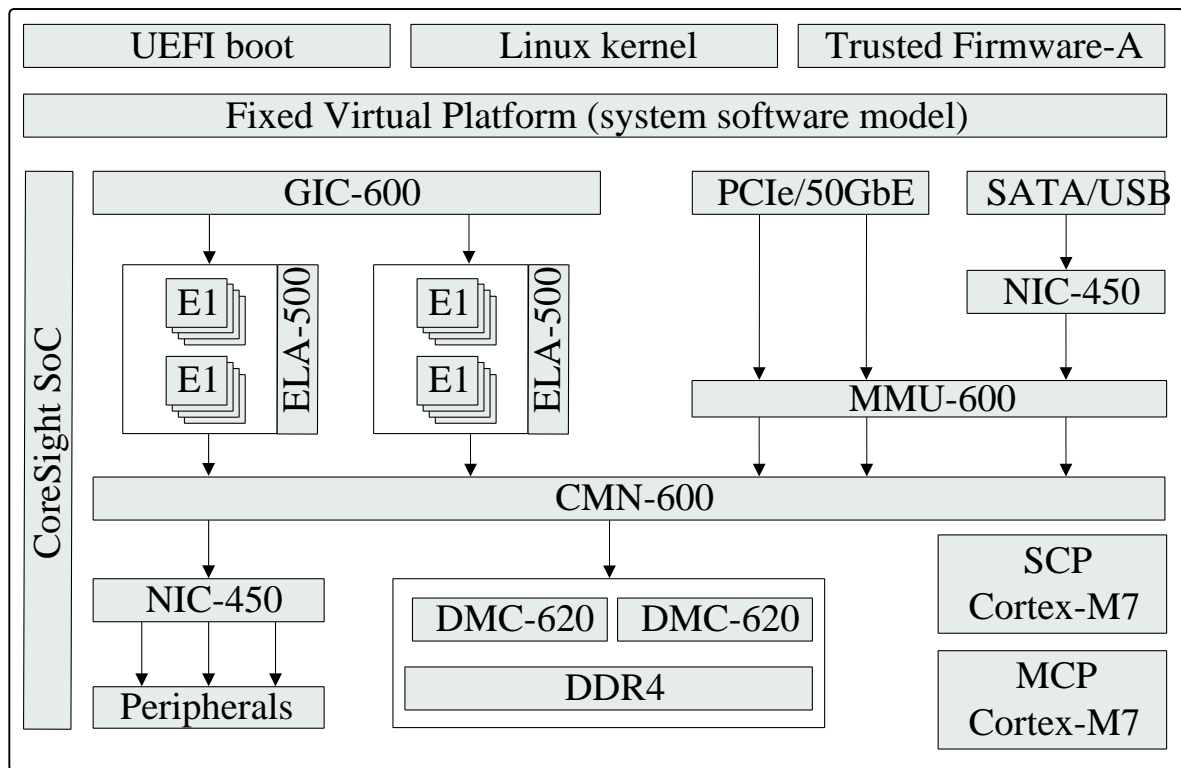 UEFI boot
Linux kernel
Trusted Firmware-A
Fixed Virtual Platform (system software model)
CoreSight SoC
GIC-600
PCIe/50GbE
SATA/USB
E1
E1
ELA-500
E1
E1
ELA-500
NIC-450
MMU-600
CMN-600
NIC-450
Peripherals
DMC-620
DMC-620
DDR4
SCP
Cortex-M7
MCP
Cortex-M7